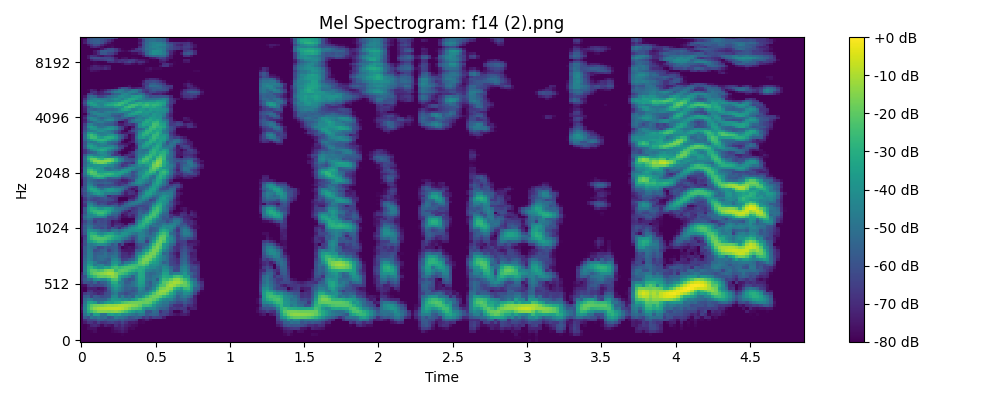 Mel Spectrogram: f14 (2).png
Hz
8192
4096
2048
1024
512
0
0 0.5 1 1.5 2 2.5 3 3.5 4 4.5
Time
+0 dB
-10 dB
-20 dB
-30 dB
-40 dB
-50 dB
-60 dB
-70 dB
-80 dB